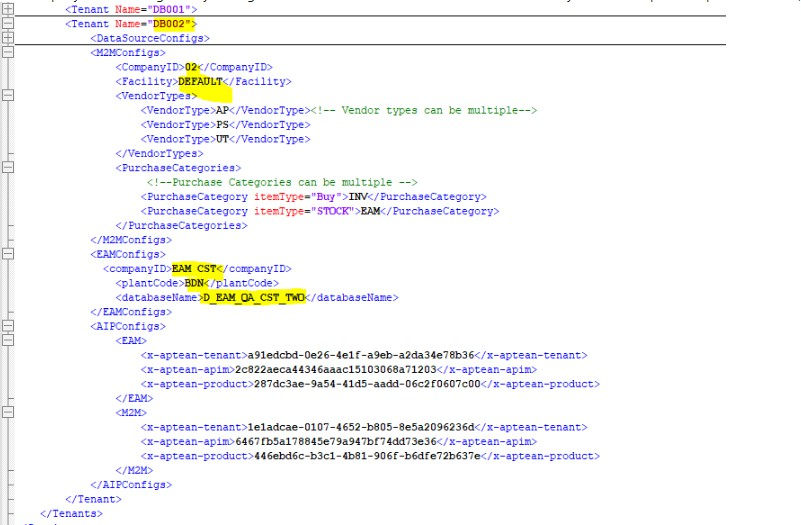 <Tenant Name="DB001">
<Tenant Name="DB002">
<DataSourceConfigs>
<M2MConfigs>
<CompanyID>02</CompanyID>
<Facility>DEFAULT</Facility>
<VendorTypes>
<VendorType>AP</VendorType><!-- Vendor types can be multiple-->
<VendorType>PS</VendorType>
<VendorType>UT</VendorType>
</VendorTypes>
<PurchaseCategories>
<!--Purchase Categories can be multiple -->
<PurchaseCategory itemType="Buy">INV</PurchaseCategory>
<PurchaseCategory itemType="STOCK">EAM</PurchaseCategory>
</PurchaseCategories>
</M2MConfigs>
<EAMConfigs>
<companyID>EAM CST</companyID>
<plantCode>BDN</plantCode>
<databaseName>D_EAM_QA_CST_TWO</databaseName>
</EAMConfigs>
<AIPConfigs>
<EAM>
<x-aptean-tenant>a91edcbd-0e26-4e1f-a9eb-a2da34e78b36</x-aptean-tenant>
<x-aptean-apim>2c822aeca44346aaac15103068a71203</x-aptean-apim>
<x-aptean-product>287dc3ae-9a54-41d5-aadd-06c2f0607c00</x-aptean-product>
</EAM>
<M2M>
<x-aptean-tenant>1e1adcae-0107-4652-b805-8e5a2096236d</x-aptean-tenant>
<x-aptean-apim>6467fb5a178845e79a947bf74dd73e36</x-aptean-apim>
<x-aptean-product>446ebd6c-b3c1-4b81-906f-b6dfe72b637e</x-aptean-product>
</M2M>
</AIPConfigs>
</Tenant>
</Tenants>